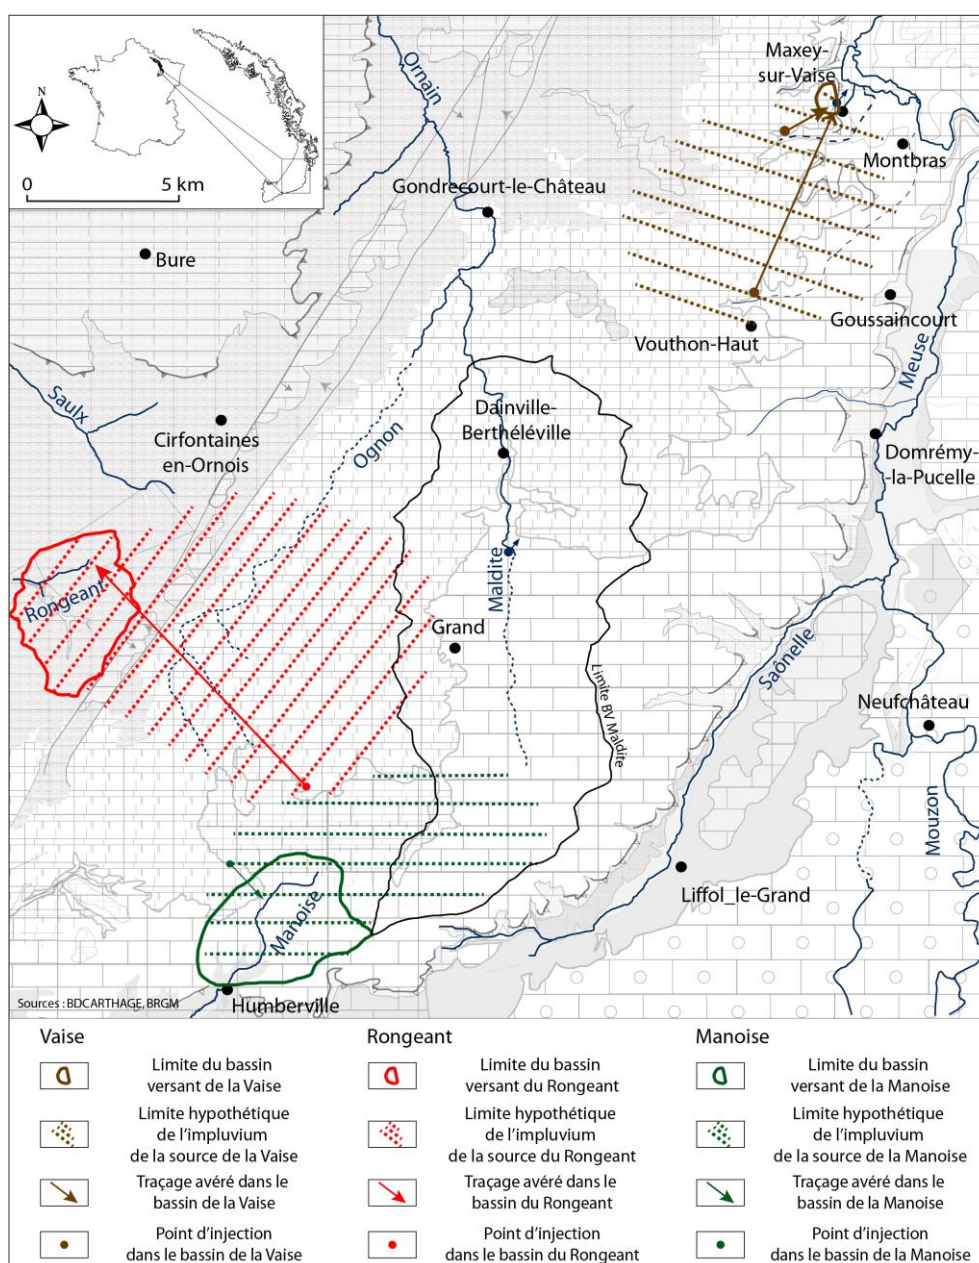 N
0
5 km
Ornain
Maxey-
sur-Vaise
Montbras
Gondrecourt-le-Château
Bure
Goussaincourt
Vouthon-Haut
Meuse
Saulx
Cirfontaines
en-Ornois
Ognon
Dainville-
Berthéléville
Domrémy-
-la-Pucelle
Rongeant
Maldite
Grand
Limite BV Maldite
Saônelle
Neufchâteau
Mouzon
Liffol_le-Grand
Manoise
Humberville
Sources : BDCARTHAGE, BRGM
Vaise
Limite du bassin
versant de la Vaise
Limite hypothétique
de l'impluvium
de la source de la Vaise
Traçage avéré dans le
bassin de la Vaise
Point d'injection
dans le bassin de la Vaise
Rongeant
Limite du bassin
versant du Rongeant
Limite hypothétique
de l'impluvium
de la source du Rongeant
Traçage avéré dans le
bassin du Rongeant
Point d'injection
dans le bassin du Rongeant
Manoise
Limite du bassin
versant de la Manoise
Limite hypothétique
de l'impluvium
de la source de la Manoise
Traçage avéré dans le
bassin de la Manoise
Point d'injection
dans le bassin de la Manoise